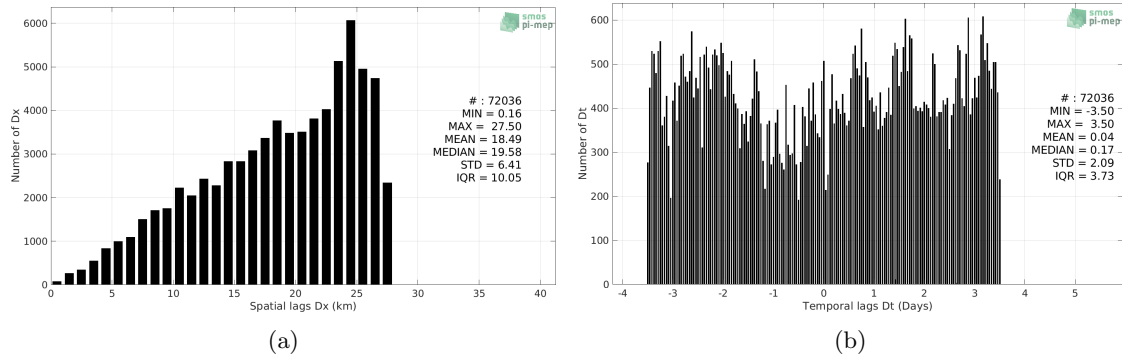 6000
5000
4000
3000
2000
1000
0
Number of Dx
0 5 10 15 20 25 30 35 40
Spatial lags Dx (km)
smos
pi-mep
# : 72036
MIN = 0.16
MAX = 27.50
MEAN = 18.49
MEDIAN = 19.58
STD = 6.41
IQR = 10.05
(a)
600
500
400
300
200
100
0
Number of Dt
-4 -3 -2 -1 0 1 2 3 4 5
Temporal lags Dt (Days)
smos
pi-mep
# : 72036
MIN = -3.50
MAX = 3.50
MEAN = 0.04
MEDIAN = 0.17
STD = 2.09
IQR = 3.73
(b)